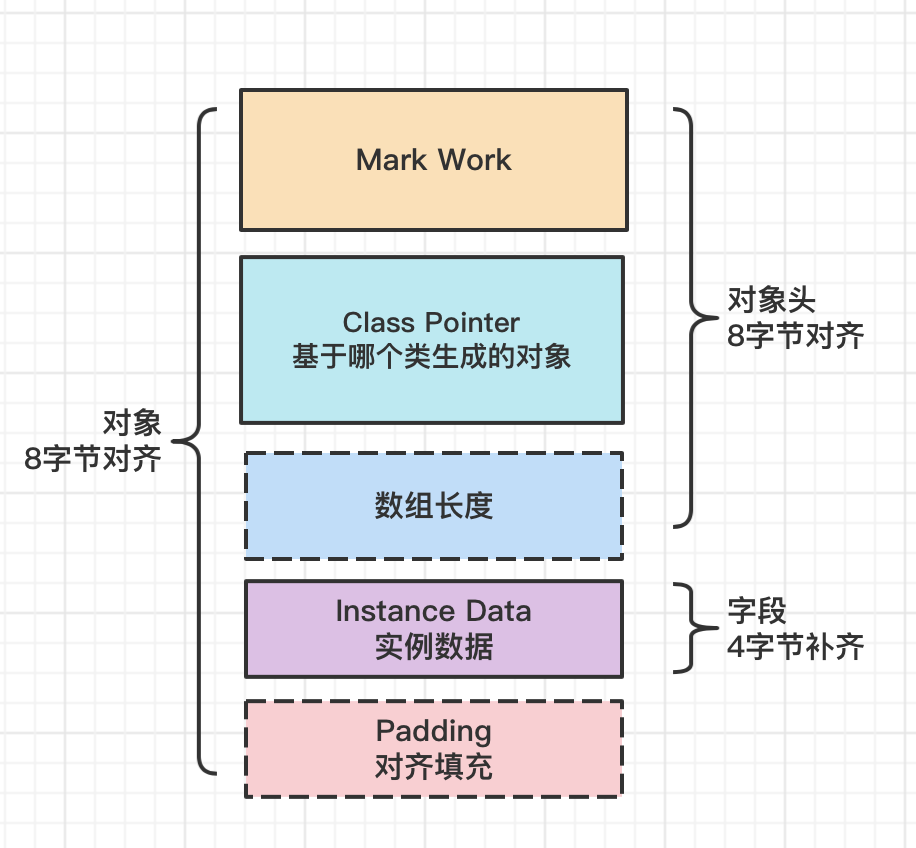 Mark Work
Class Pointer
基于哪个类生成的对象
对象头
8字节对齐
对象
8字节对齐
数组长度
Instance Data
实例数据
字段
4字节补齐
Padding
对齐填充